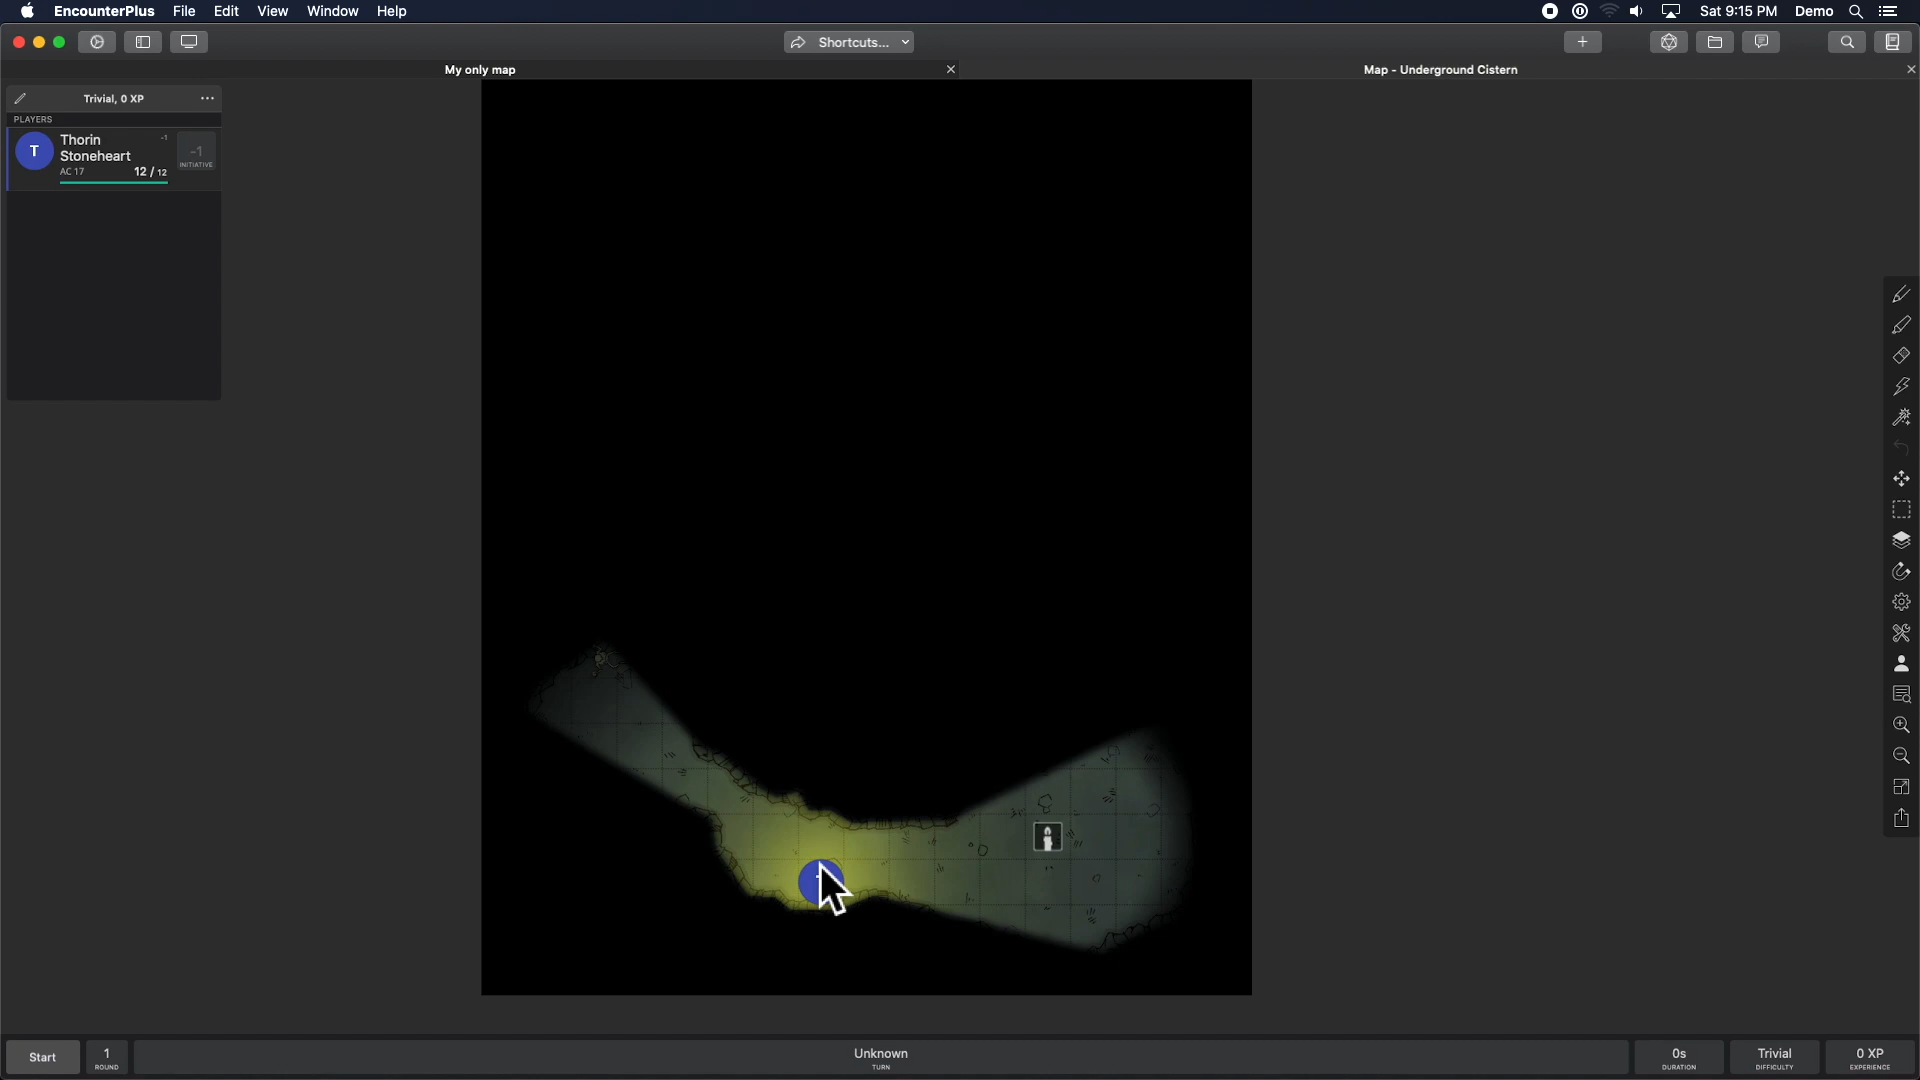 EncounterPlus File Edit View Window Help
Sat 9:15 PM Demo
Shortcuts...
My only map
Map - Underground Cistern
Trivial, 0 XP
PLAYERS
T
Thorin
Stoneheart
-1
AC 17
12 / 12
-1
INITIATIVE
Start
1
ROUND
Unknown
TURN
0s
DURATION
Trivial
DIFFICULTY
0 XP
EXPERIENCE